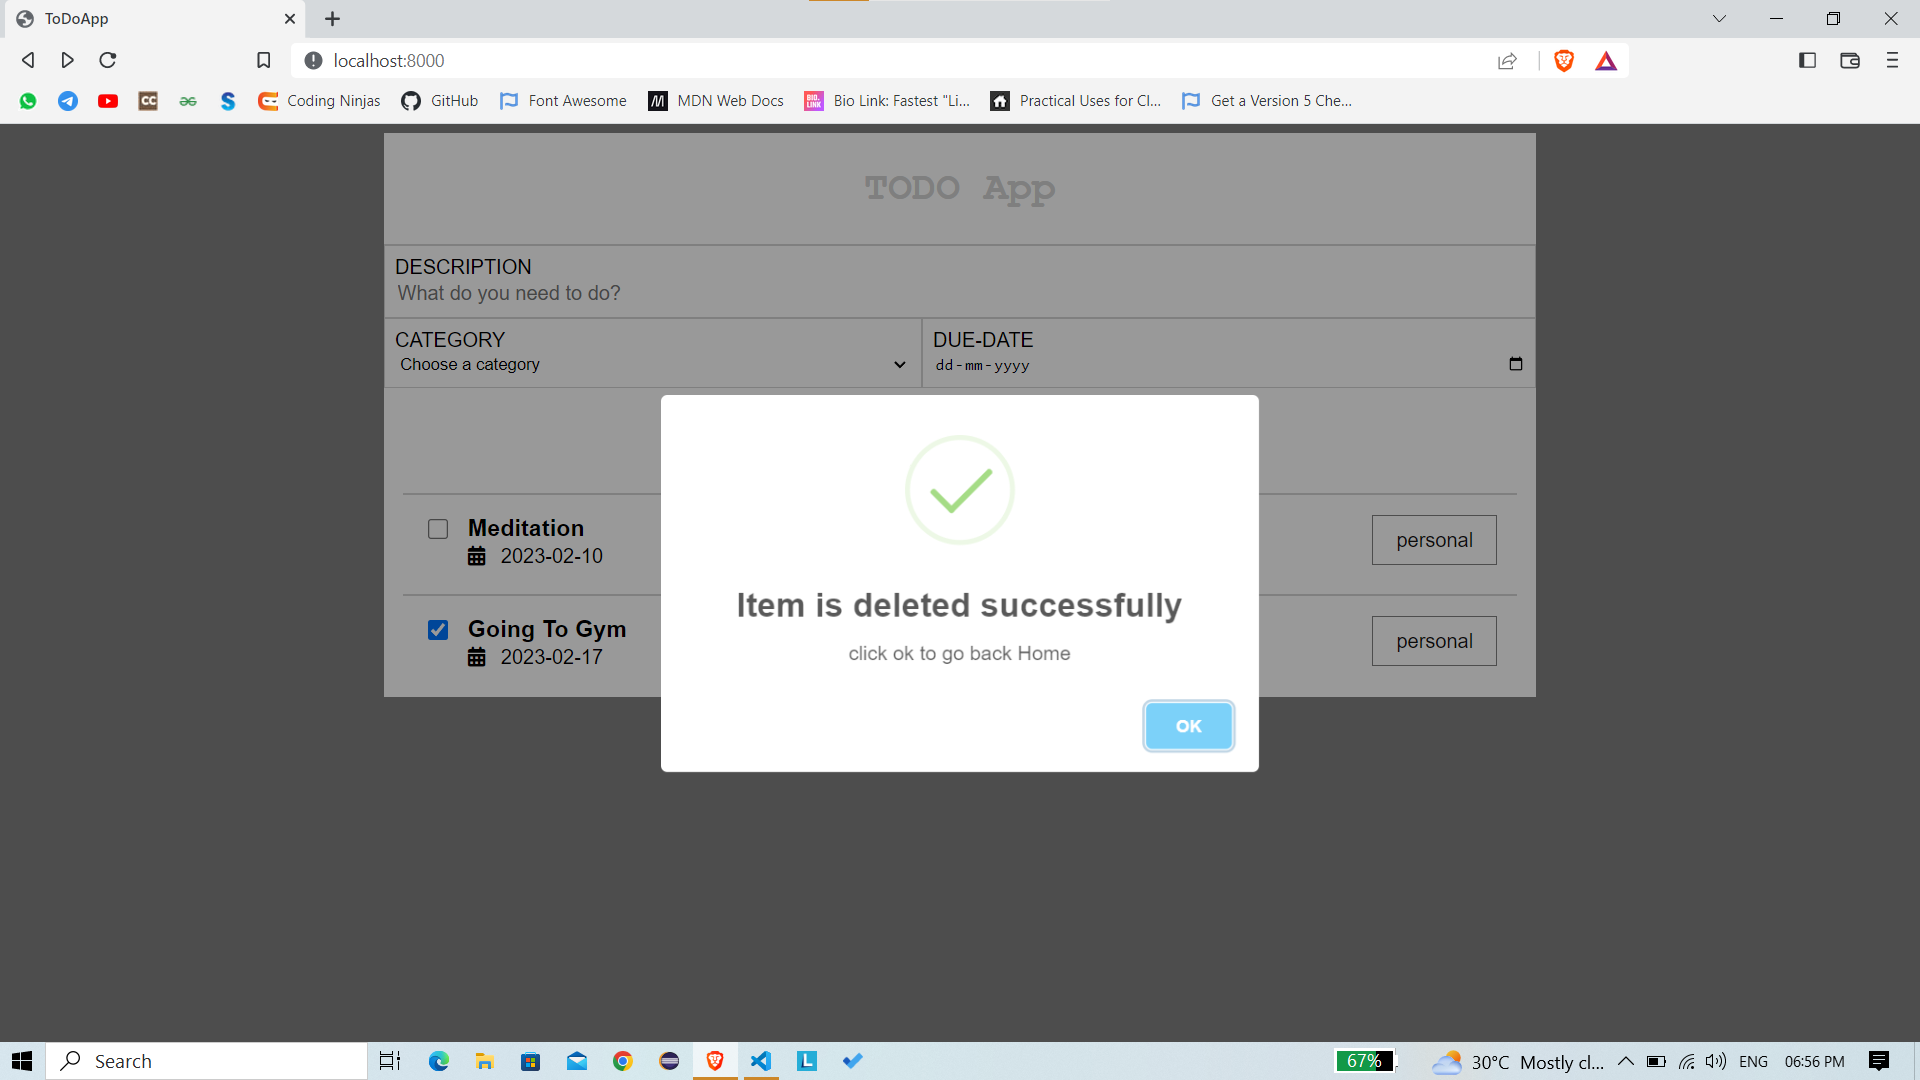 ToDoApp
localhost:8000
CC
Coding Ninjas
GitHub
Font Awesome
MDN Web Docs
BIO.LINK
Bio Link: Fastest "Li...
Practical Uses for Cl...
Get a Version 5 Che...
TODO App
DESCRIPTION
What do you need to do?
CATEGORY
Choose a category
DUE-DATE
dd-mm-yyyy
Meditation
2023-02-10
personal
Going To Gym
2023-02-17
personal
Item is deleted successfully
click ok to go back Home
OK
Search
L
67%
30°C Mostly cl...
ENG
06:56 PM